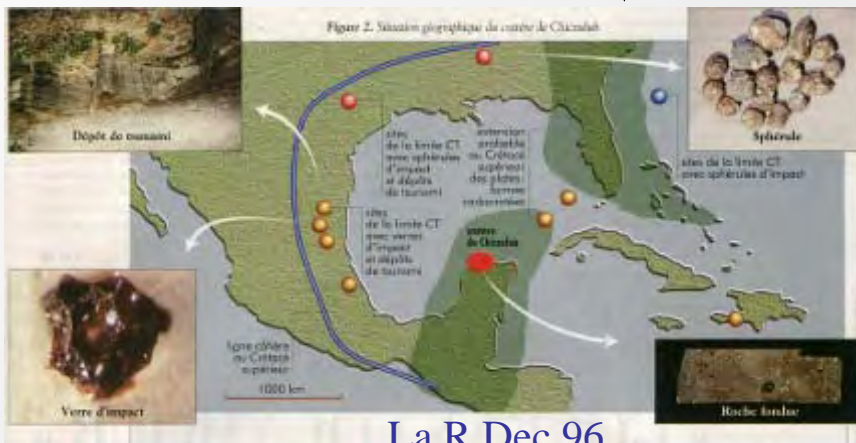 Figure 2. Situation géographique du cratère de Chicxulub
Dépôt de tsunami
Sphérule
sites
de la limite CT
avec sphérules
d'impact
et dépôts
de tsunami
extension
probable
au Crétacé
supérieur
des plates-
formes
carbonatées
sites de la limite CT
avec sphérules d'impact
sites
de la limite CT
avec verres
d'impact
et dépôts
de tsunami
cratère
de Chicxulub
ligne côtière
au Crétacé
supérieur
1000 km
Verre d'impact
Roche fondue
La R Dec 96